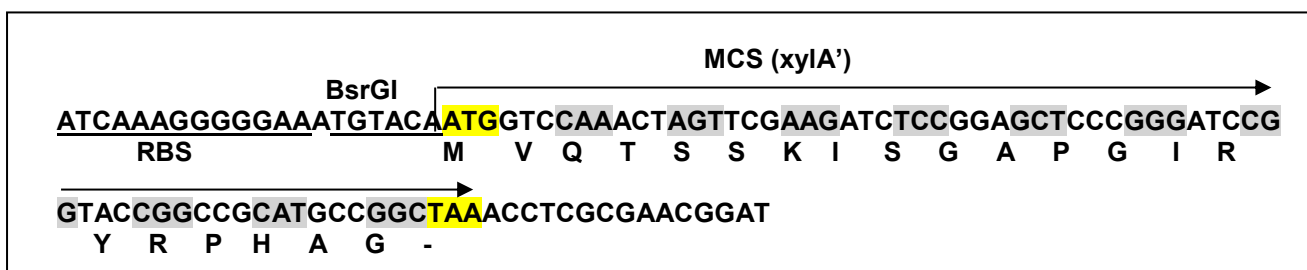 MCS (xylA’)
BsrGI
ATCAAAGGGGGAAATGTACAATGGTCCAAACTAGTTCGAAGATCTCCGGAGCTCCCGGGATCCG
RBS M V Q T S S K I S G A P G I R
GTACCGGCCGCATGCCGGCTAAACCTCGCGAACGGAT
Y R P H A G -